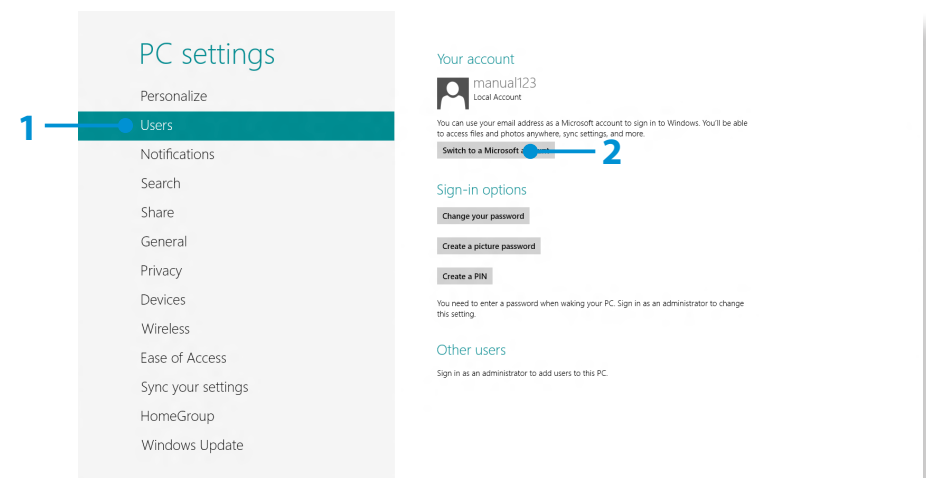 PC settings
Personalize
1
Users
Notifications
Search
Share
General
Privacy
Devices
Wireless
Ease of Access
Sync your settings
HomeGroup
Windows Update
Your account
manual123
Local Account
You can use your email address as a Microsoft account to sign in to Windows. You'll be able
to access files and photos anywhere, sync settings, and more.
Switch to a Microsoft account
2
Sign-in options
Change your password
Create a picture password
Create a PIN
You need to enter a password when waking your PC. Sign in as an administrator to change
this setting.
Other users
Sign in as an administrator to add users to this PC.